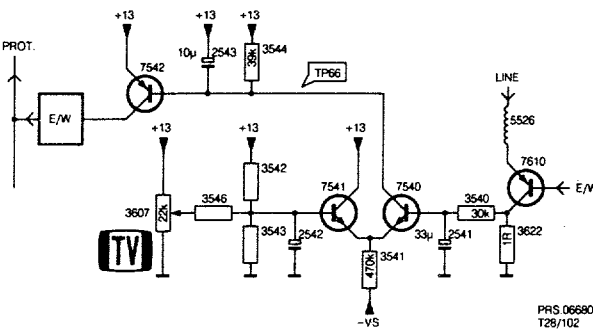 +13 +13 +13
PROT.
7542 10µ 2543 39k 3544
TP66
LINE
E/W
5526
+13 +13 +13
7610
3542
7541 7540
3546 3540
E/W
3607 22k 30k
3543 2542 33µ 2541 1R 3622
TV
470k 3541
-VS
PRS.06680
T28/102